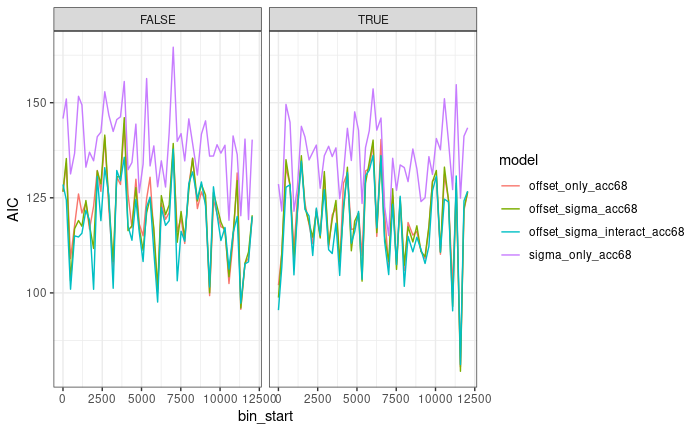 FALSE
TRUE
AIC
150
125
100
0
2500
5000
7500
10000
12500
0
2500
5000
7500
10000
12500
bin_start
model
offset_only_acc68
offset_sigma_acc68
offset_sigma_interact_acc68
sigma_only_acc68